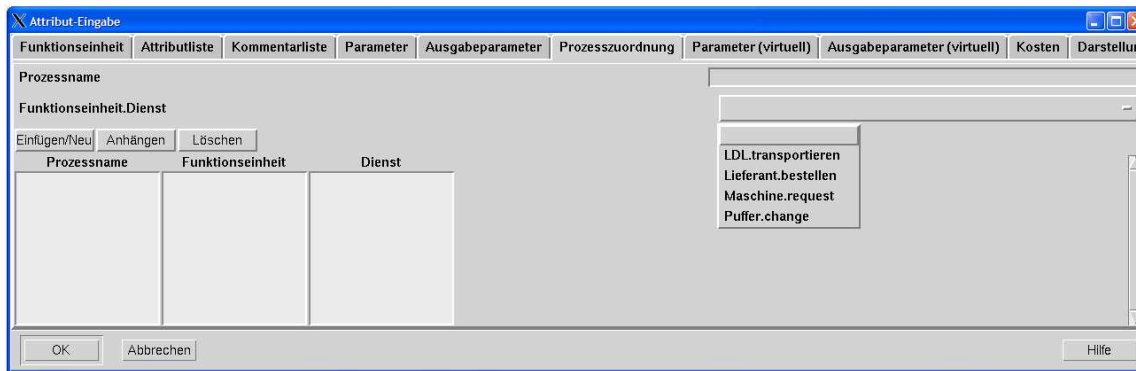 Attribut-Eingabe
Funktionseinheit Attributliste Kommentarliste Parameter Ausgabeparameter Prozesszuordnung Parameter (virtuell) Ausgabeparameter (virtuell) Kosten Darstellun
Prozessname
Funktionseinheit.Dienst
Einfügen/Neu Anhängen Löschen
Prozessname Funktionseinheit Dienst
LDL.transportieren
Lieferant.bestellen
Maschine.request
Puffer.change
OK Abbrechen Hilfe